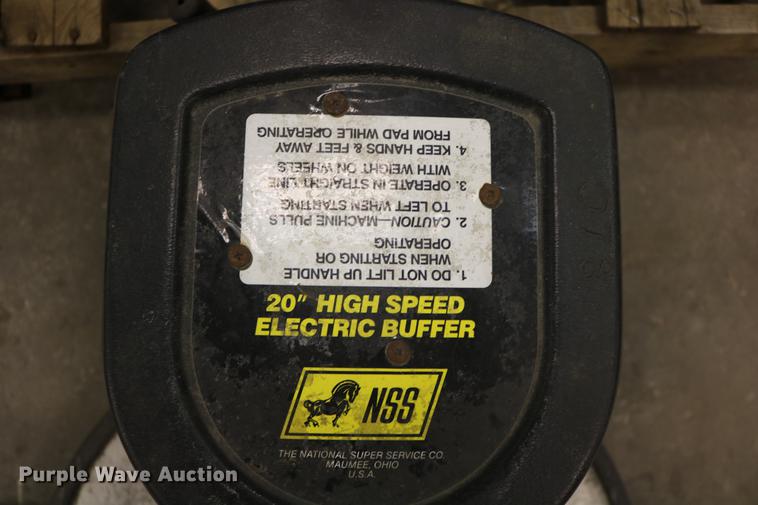 1. DO NOT LIFT UP HANDLE
WHEN STARTING OR
OPERATING
2. CAUTION—MACHINE PULLS
TO LEFT WHEN STARTING
3. OPERATE IN STRAIGHT LINE
WITH WEIGHT ON WHEELS
4. KEEP HANDS & FEET AWAY
FROM PAD WHILE OPERATING
20" HIGH SPEED
ELECTRIC BUFFER
NSS
THE NATIONAL SUPER SERVICE CO.
MAUMEE, OHIO
U.S.A.
Purple Wave Auction